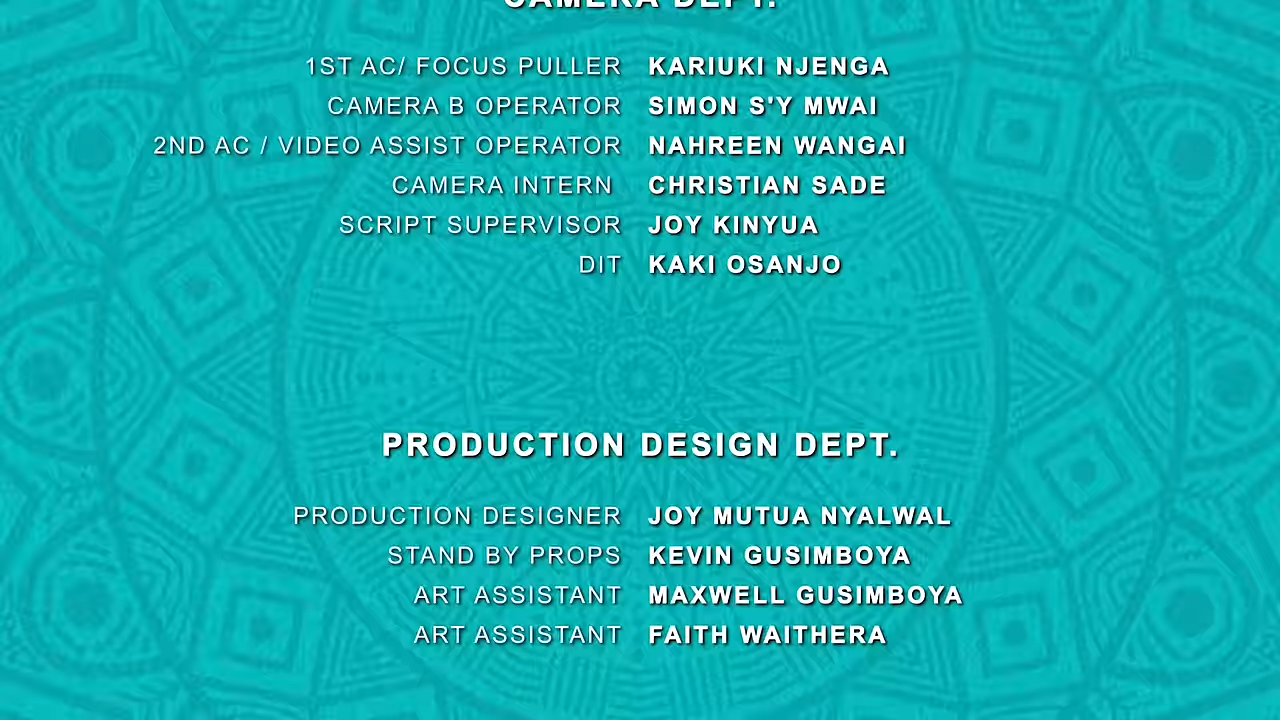 CAMERA DEPT.
1ST AC/ FOCUS PULLER KARIUKI NJENGA
CAMERA B OPERATOR SIMON S'Y MWAI
2ND AC / VIDEO ASSIST OPERATOR NAHREEN WANGAI
CAMERA INTERN CHRISTIAN SADE
SCRIPT SUPERVISOR JOY KINYUA
DIT KAKI OSANJO
PRODUCTION DESIGN DEPT.
PRODUCTION DESIGNER JOY MUTUA NYALWAL
STAND BY PROPS KEVIN GUSIMBOYA
ART ASSISTANT MAXWELL GUSIMBOYA
ART ASSISTANT FAITH WAITHERA